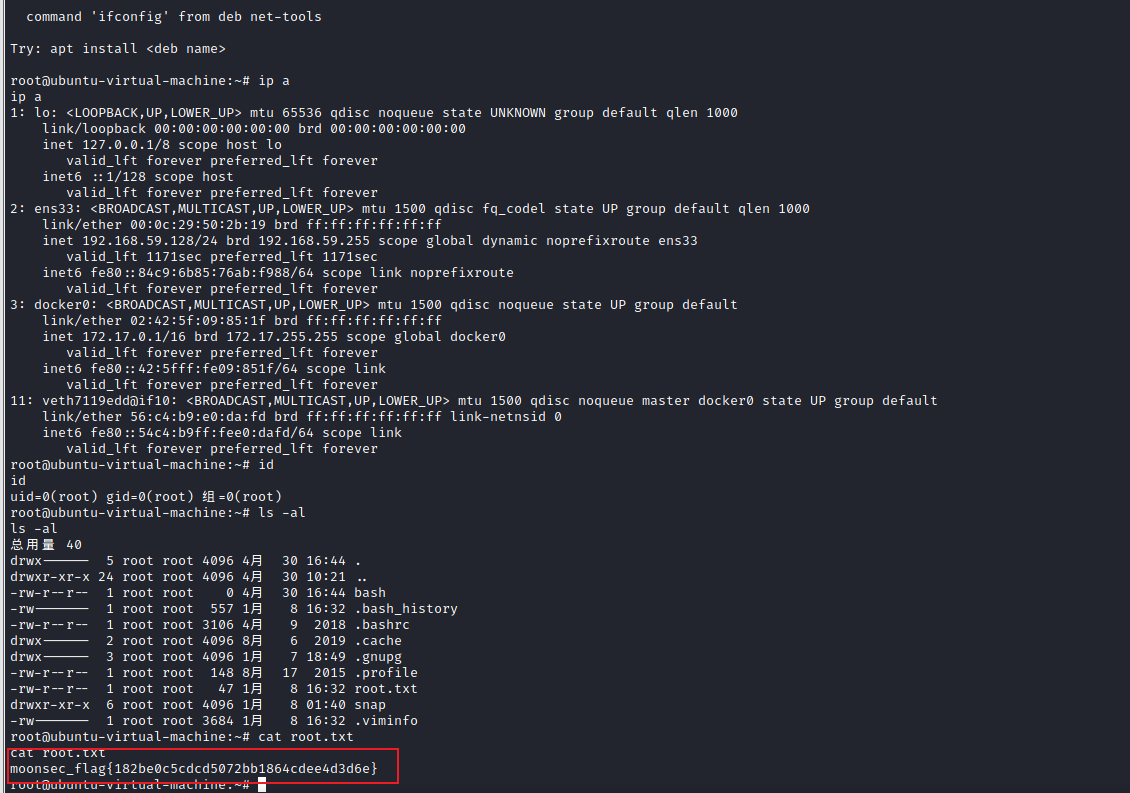 command 'ifconfig' from deb net-tools
Try: apt install <deb name>
root@ubuntu-virtual-machine:~# ip a
ip a
1: lo: <LOOPBACK,UP,LOWER_UP> mtu 65536 qdisc noqueue state UNKNOWN group default qlen 1000
link/loopback 00:00:00:00:00:00 brd 00:00:00:00:00:00
inet 127.0.0.1/8 scope host lo
valid_lft forever preferred_lft forever
inet6 ::1/128 scope host
valid_lft forever preferred_lft forever
2: ens33: <BROADCAST,MULTICAST,UP,LOWER_UP> mtu 1500 qdisc fq_codel state UP group default qlen 1000
link/ether 00:0c:29:50:2b:19 brd ff:ff:ff:ff:ff:ff
inet 192.168.59.128/24 brd 192.168.59.255 scope global dynamic noprefixroute ens33
valid_lft 1171sec preferred_lft 1171sec
inet6 fe80::84c9:6b85:76ab:f988/64 scope link noprefixroute
valid_lft forever preferred_lft forever
3: docker0: <BROADCAST,MULTICAST,UP,LOWER_UP> mtu 1500 qdisc noqueue state UP group default
link/ether 02:42:5f:09:85:1f brd ff:ff:ff:ff:ff:ff
inet 172.17.0.1/16 brd 172.17.255.255 scope global docker0
valid_lft forever preferred_lft forever
inet6 fe80::42:5fff:fe09:851f/64 scope link
valid_lft forever preferred_lft forever
11: veth7119edd@if10: <BROADCAST,MULTICAST,UP,LOWER_UP> mtu 1500 qdisc noqueue master docker0 state UP group default
link/ether 56:c4:b9:e0:da:fd brd ff:ff:ff:ff:ff:ff link-netnsid 0
inet6 fe80::54c4:b9ff:fee0:dafd/64 scope link
valid_lft forever preferred_lft forever
root@ubuntu-virtual-machine:~# id
id
uid=0(root) gid=0(root) 组=0(root)
root@ubuntu-virtual-machine:~# ls -al
ls -al
总用量 40
drwx------ 5 root root 4096 4月 30 16:44 .
drwxr-xr-x 24 root root 4096 4月 30 10:21 ..
-rw-r--r-- 1 root root 0 4月 30 16:44 bash
-rw------- 1 root root 557 1月 8 16:32 .bash_history
-rw-r--r-- 1 root root 3106 4月 9 2018 .bashrc
drwx------ 2 root root 4096 8月 6 2019 .cache
drwx------ 3 root root 4096 1月 7 18:49 .gnupg
-rw-r--r-- 1 root root 148 8月 17 2015 .profile
-rw-r--r-- 1 root root 47 1月 8 16:32 root.txt
drwxr-xr-x 6 root root 4096 1月 8 01:40 snap
-rw------- 1 root root 3684 1月 8 16:32 .viminfo
root@ubuntu-virtual-machine:~# cat root.txt
cat root.txt
moonsec_flag{182be0c5cdcd5072bb1864cdee4d3d6e}
root@ubuntu-virtual-machine:~#